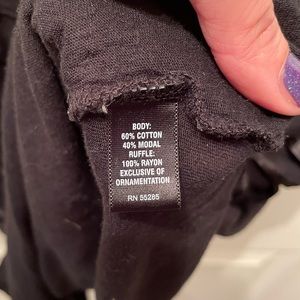 BODY:
60% COTTON
40% MODAL
RUFFLE:
100% RAYON
EXCLUSIVE OF
ORNAMENTATION
RN 55285